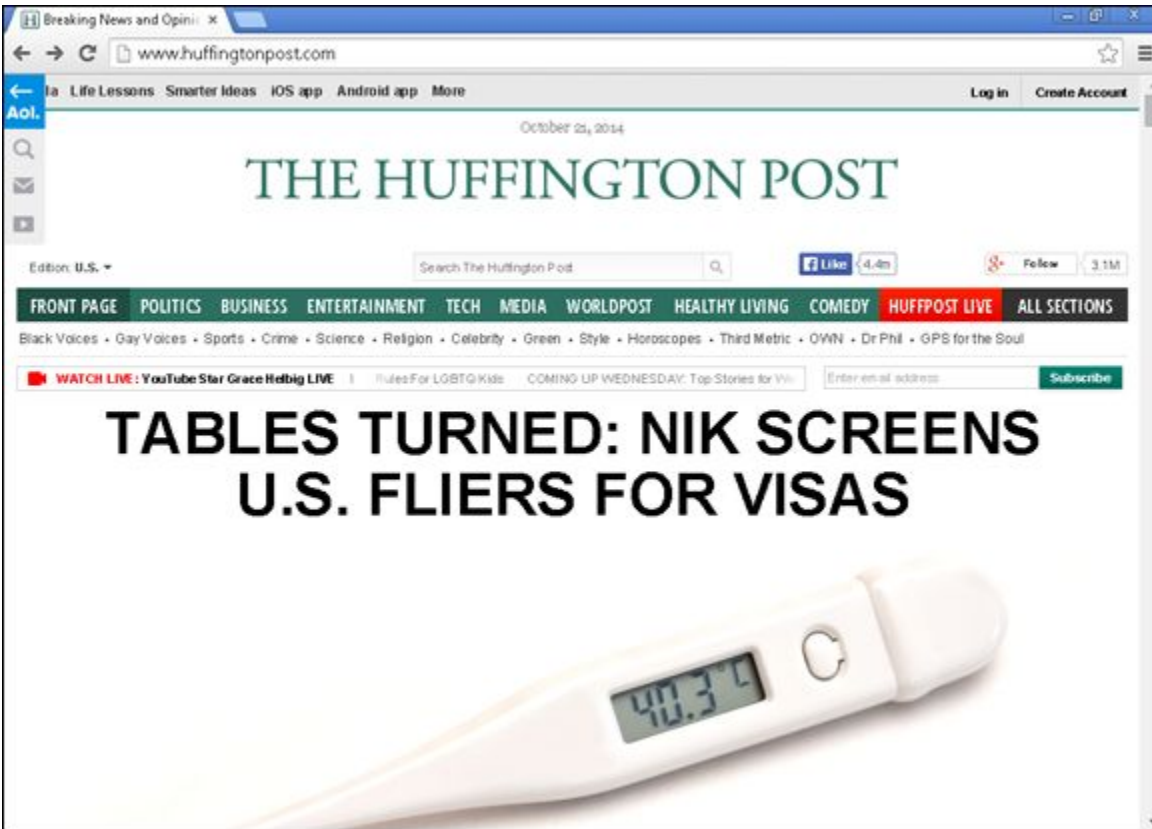 Breaking News and Opini
www.huffingtonpost.com
la Life Lessons Smarter Ideas iOS app Android app More Log in Create Account
Aol.
October 21, 2014
THE HUFFINGTON POST
Edition: U.S. Search The Huffington Post Like 4.4m Follow 3.1M
FRONT PAGE POLITICS BUSINESS ENTERTAINMENT TECH MEDIA WORLDPOST HEALTHY LIVING COMEDY HUFFPOST LIVE ALL SECTIONS
Black Voices • Gay Voices • Sports • Crime • Science • Religion • Celebrity • Green • Style • Horoscopes • Third Metric • OWN • Dr Phil • GPS for the Soul
WATCH LIVE: YouTube Star Grace Helbig LIVE Rules For LGBTQ Kids COMING UP WEDNESDAY: Top Stories for Enter email address Subscribe
TABLES TURNED: NIK SCREENS
U.S. FLIERS FOR VISAS
40.3°C